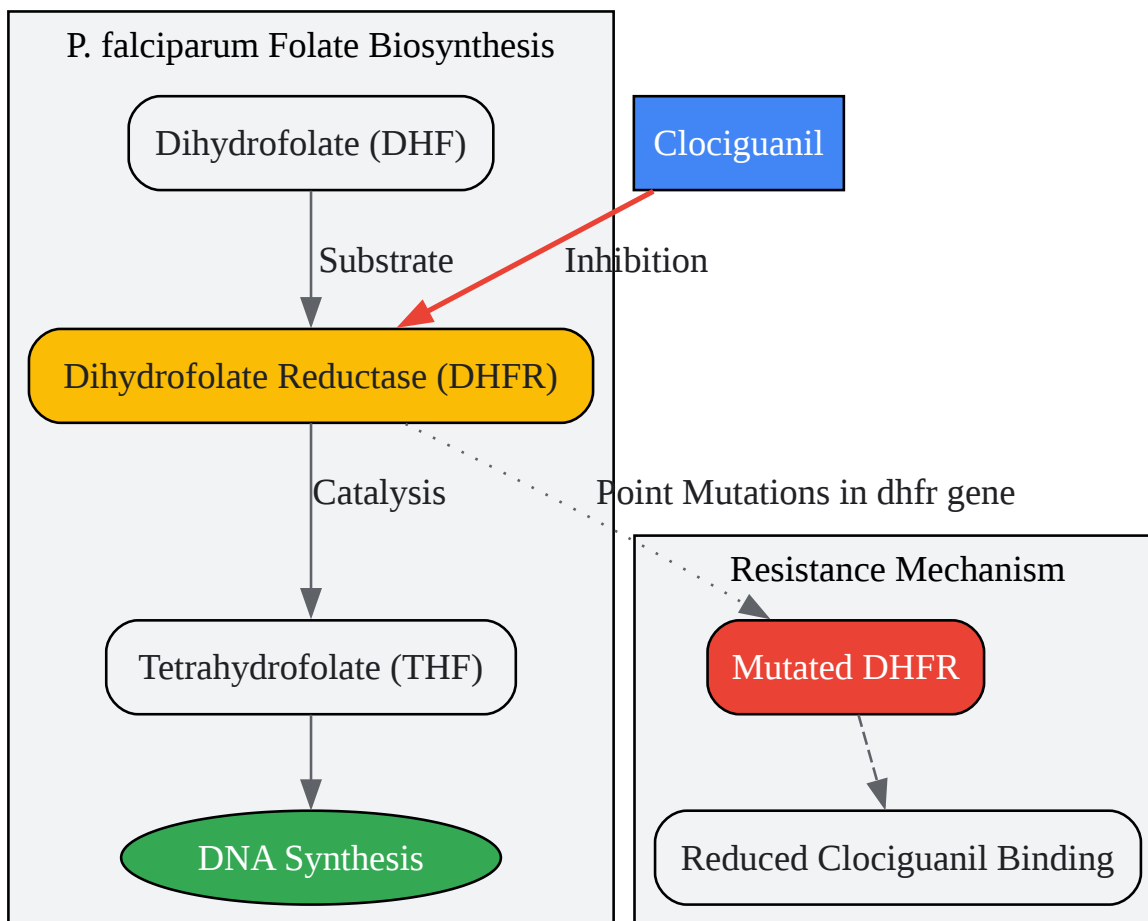 P. falciparum Folate Biosynthesis
Dihydrofolate (DHF)
Clociguanil
Substrate
Inhibition
Dihydrofolate Reductase (DHFR)
Catalysis
Point Mutations in dhfr gene
Resistance Mechanism
Tetrahydrofolate (THF)
Mutated DHFR
DNA Synthesis
Reduced Clociguanil Binding